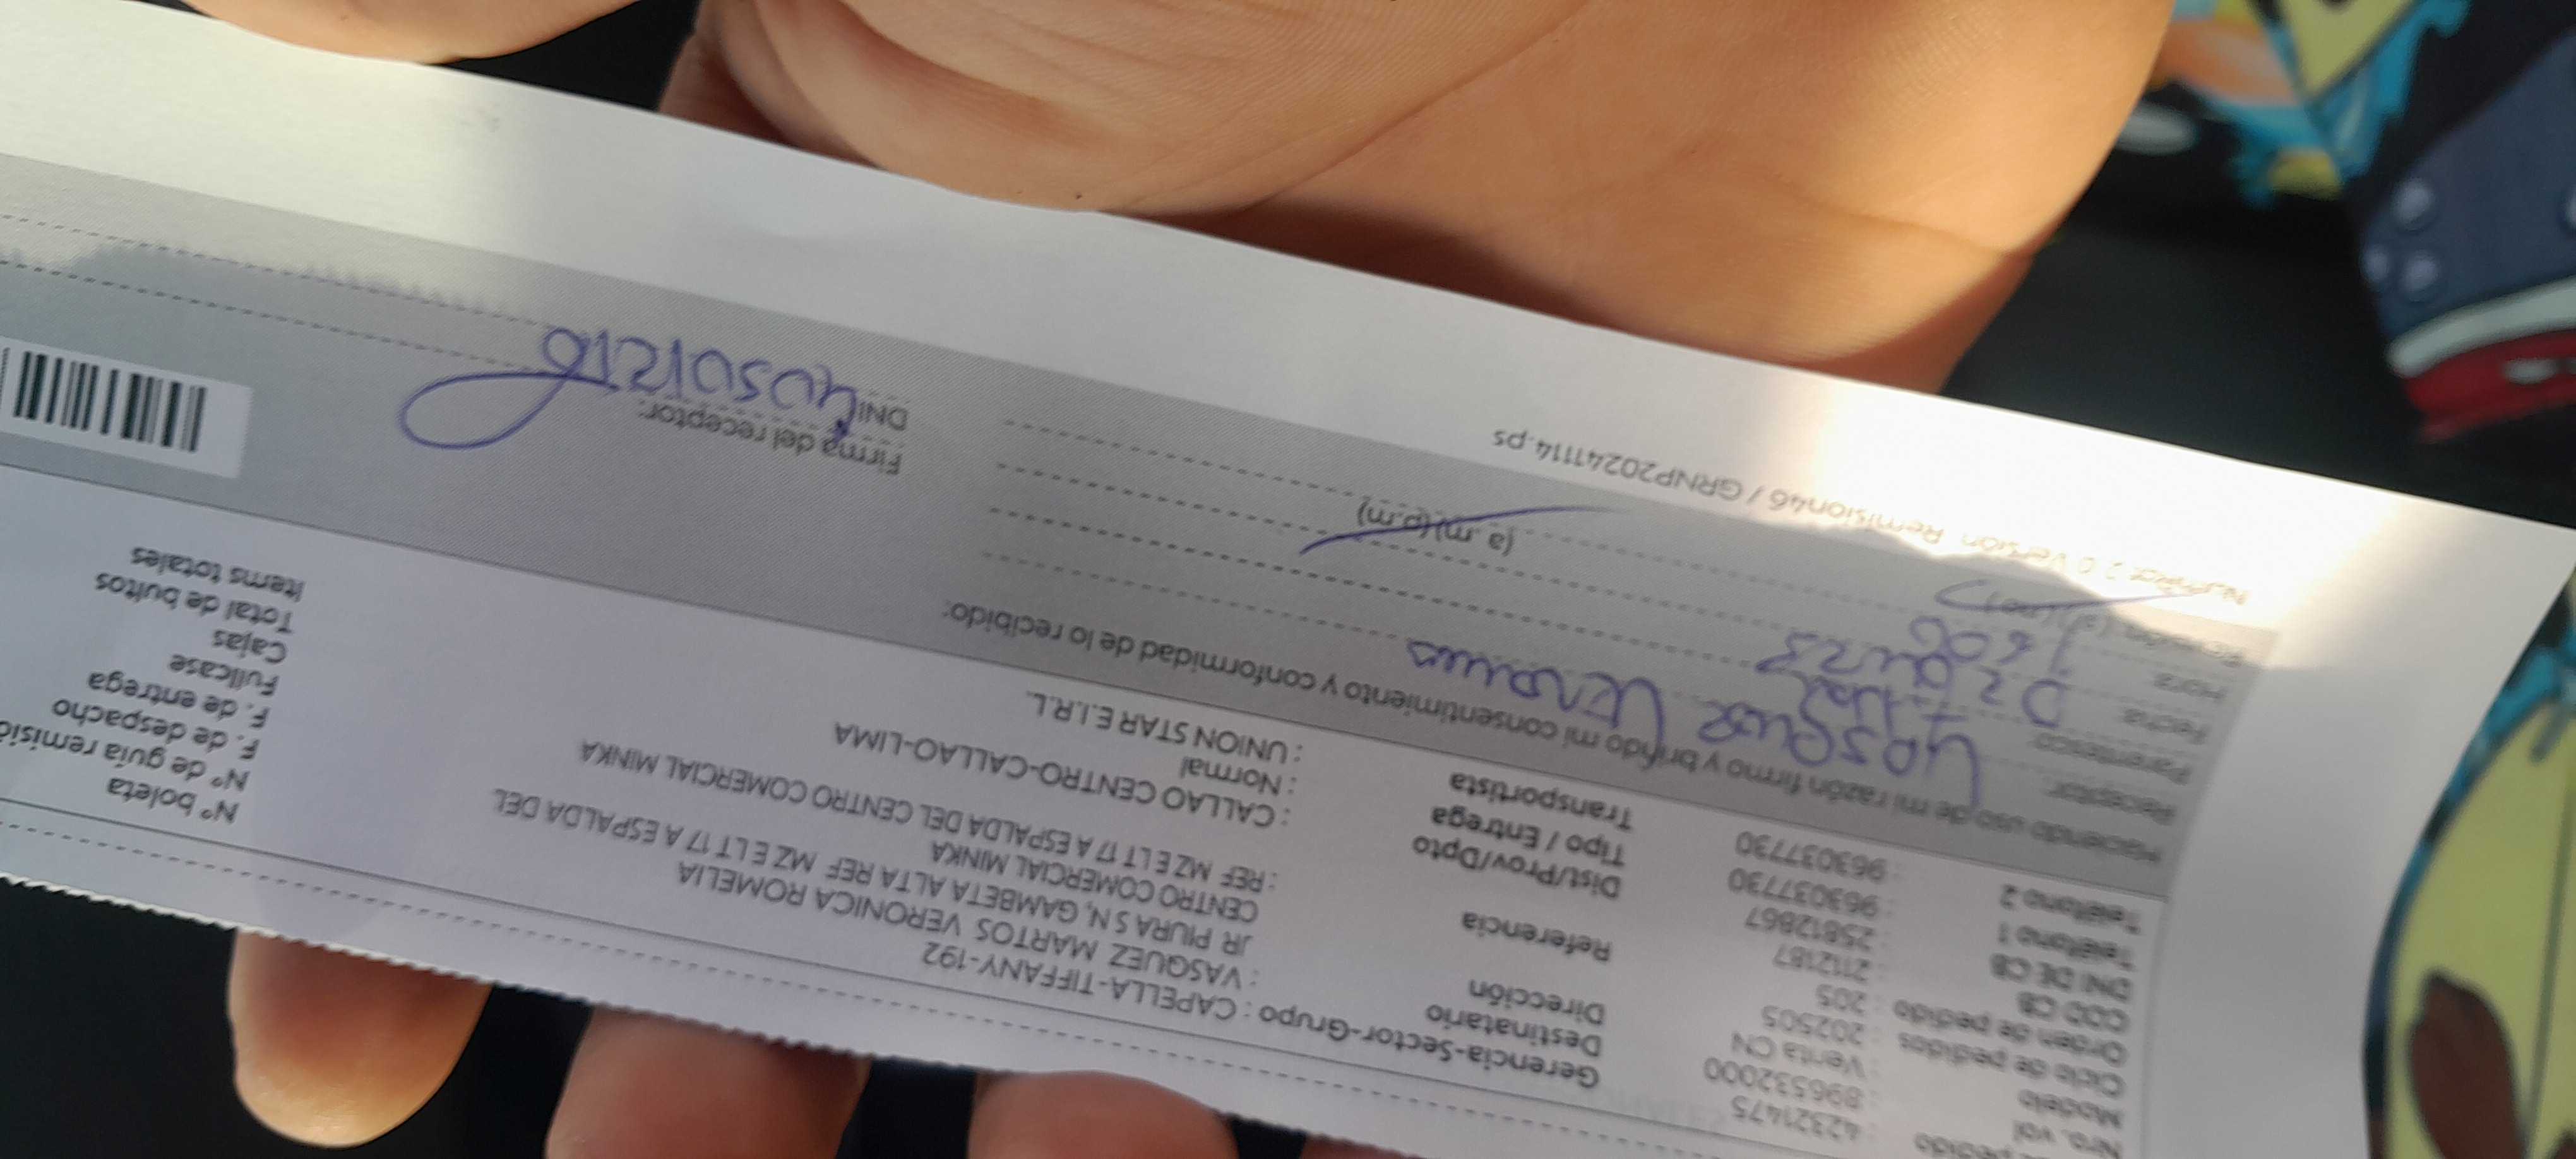 pedido : 42321475
Nro. vol : 896532000
Modelo : Venta CN
Ciclo de pedidos : 202505
Orden de pedido : 205
COD CB : 2112187
DNI DE CB : 25812867
Teléfono 1 : 963037730
Teléfono 2 : 963037730
Gerencia-Sector-Grupo : CAPELLA-TIFFANY-192
Destinatario : VASQUEZ MARTOS VERONICA ROMELIA
Dirección JR PIURA S N, GAMBETA ALTA REF MZ E LT 17 A ESPALDA DEL
CENTRO COMERCIAL MINKA
Referencia : REF MZ E LT 17 A ESPALDA DEL CENTRO COMERCIAL MINKA
Dist/Prov/Dpto : CALLAO CENTRO-CALLAO-LIMA
Tipo / Entrega : Normal
Transportista : UNION STAR E.I.R.L.
N° boleta
N° de guía remisió
F. de despacho
F. de entrega
Fullcase
Cajas
Total de bultos
Items totales
Haciendo uso de mi razón firmo y brindo mi consentimiento y conformidad de lo recibido:
Receptor:
Parentesco:
Fecha:
Hora: (a.m) (p.m)
Firma del receptor:
DNI
Version Remision46 / GRNP20241114.ps